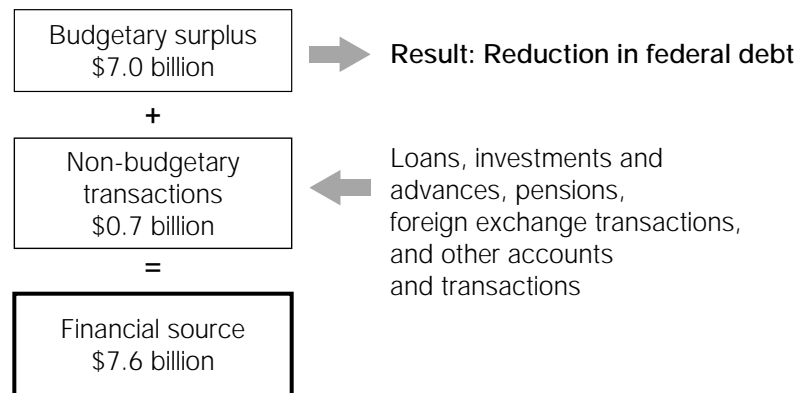 Budgetary surplus
$7.0 billion
Result: Reduction in federal debt
+
Non-budgetary
transactions
$0.7 billion
Loans, investments and
advances, pensions,
foreign exchange transactions,
and other accounts
and transactions
=
Financial source
$7.6 billion